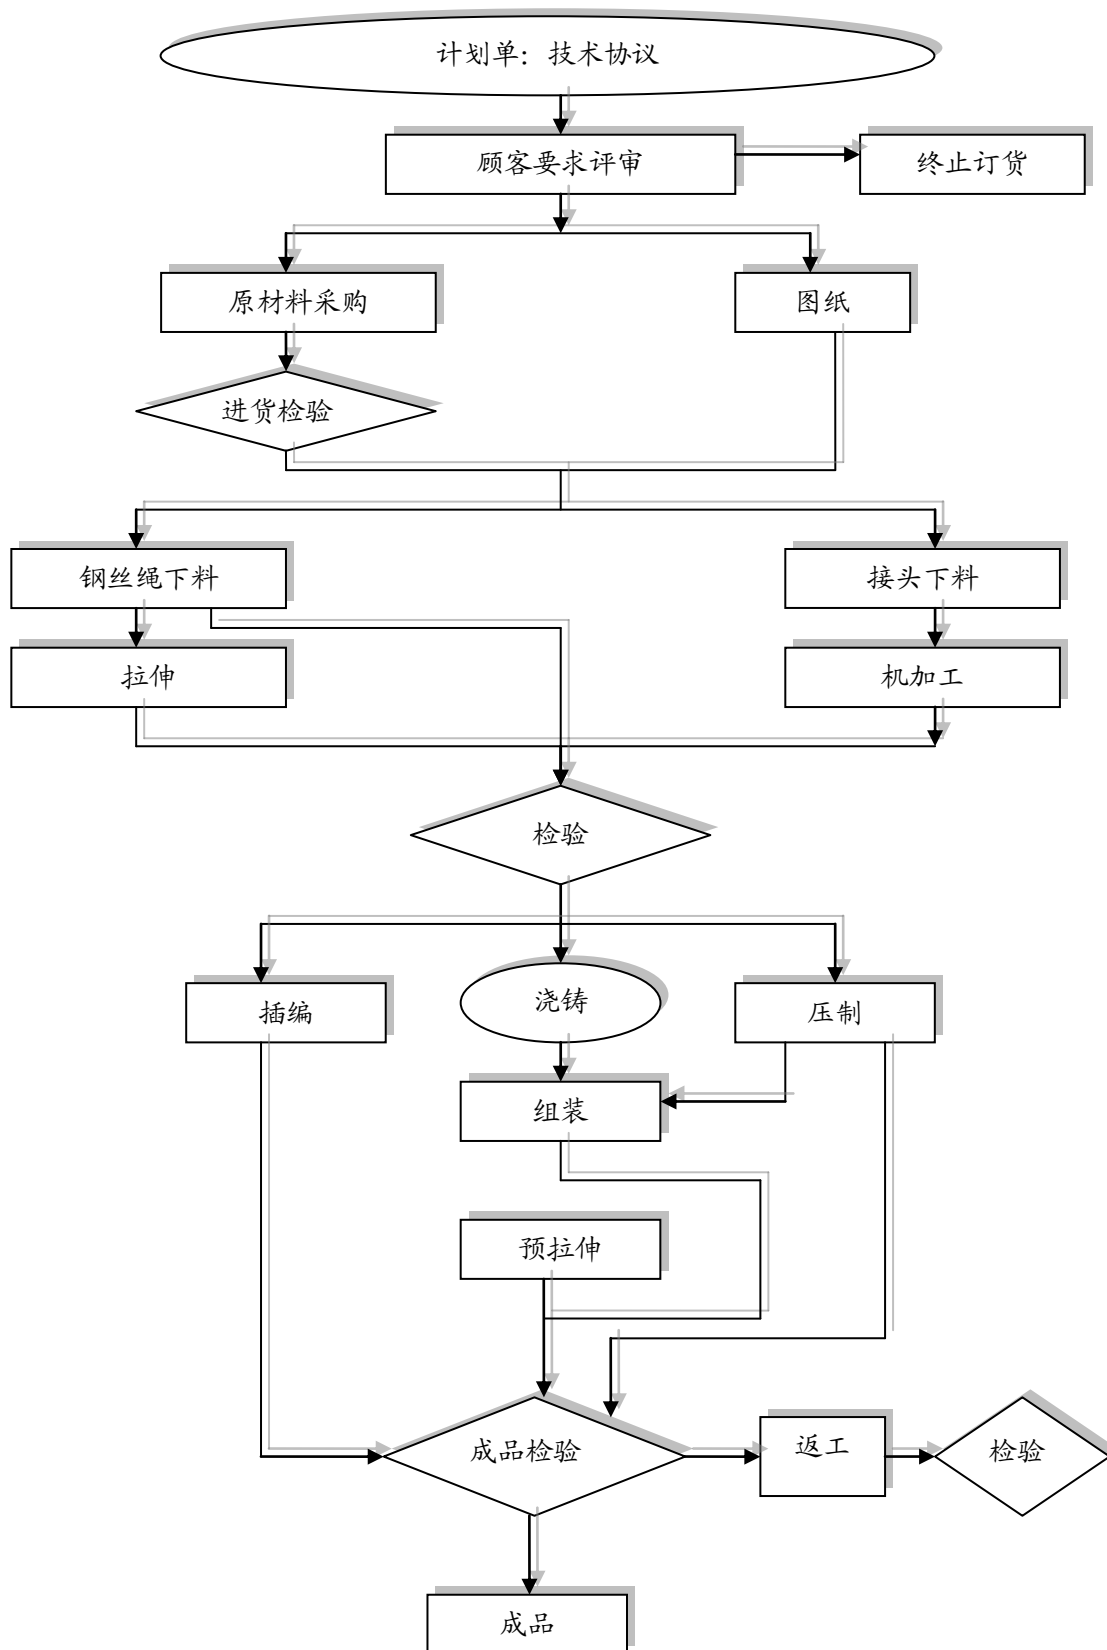 计划单：技术协议
顾客要求评审
终止订货
原材料采购
图纸
进货检验
钢丝绳下料
接头下料
拉伸
机加工
检验
插编
浇铸
压制
组装
预拉伸
成品检验
返工
检验
成品